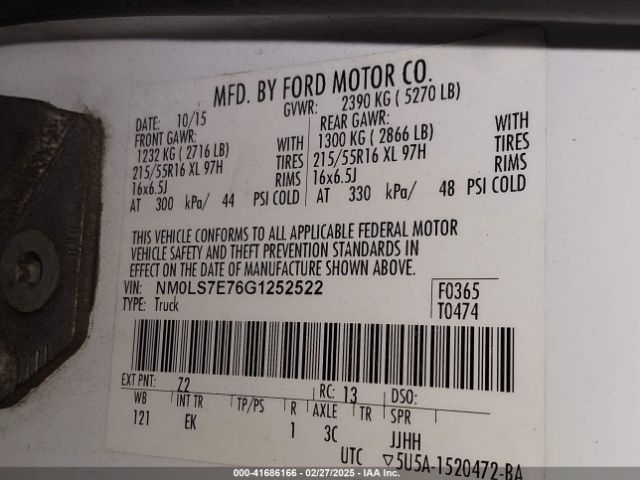 MFD. BY FORD MOTOR CO.
DATE: 10/15 GVWR: 2390 KG ( 5270 LB)
FRONT GAWR: REAR GAWR:
1232 KG ( 2716 LB) WITH 1300 KG ( 2866 LB) WITH
215/55R16 XL 97H TIRES 215/55R16 XL 97H TIRES
16x6.5J RIMS 16x6.5J RIMS
AT 300 kPa/ 44 PSI COLD AT 330 kPa/ 48 PSI COLD
THIS VEHICLE CONFORMS TO ALL APPLICABLE FEDERAL MOTOR
VEHICLE SAFETY AND THEFT PREVENTION STANDARDS IN
EFFECT ON THE DATE OF MANUFACTURE SHOWN ABOVE.
VIN: NM0LS7E76G1252522 F0365
TYPE: Truck T0474
EXT PNT: Z2 RC: 13 DSO:
WB INT TR TP/PS R AXLE TR SPR
121 EK 1 3C JJHH
UTC ▽5U5A-1520472-BA
000-41686166 - 02/27/2025 - IAA Inc.